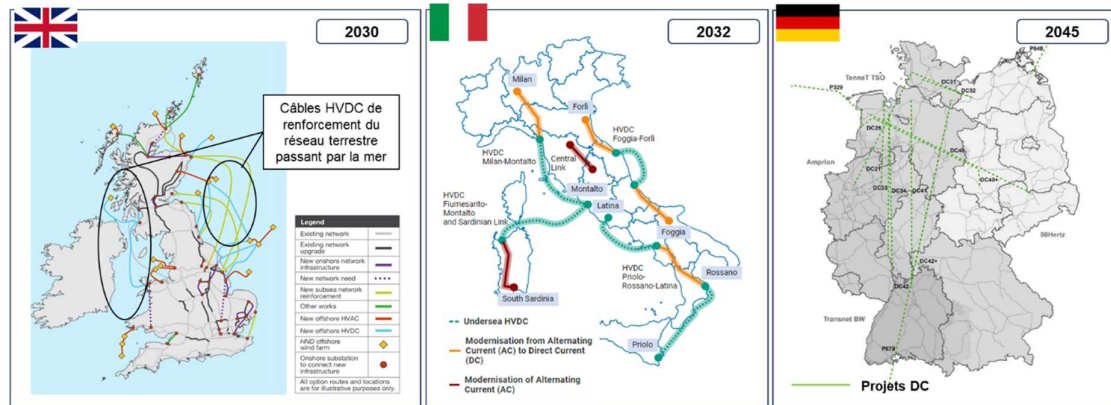 2030
Câbles HVDC de
renforcement du
réseau terrestre
passant par la mer
Legend
Existing network
Existing network
upgrade
New onshore network
infrastructure
New network need
New subsea network
reinforcement
Other works
New offshore HVAC
New offshore HVDC
HND offshore
wind farm
Onshore substation
to connect new
infrastructure
All option routes and locations
are for illustrative purposes only.
2032
Milan
Forlì
HVDC
Foggia-Forlì
HVDC
Milan-Montalto
Central
Link
Montalto
HVDC
Fiumesanto-
Montalto
and Sardinian Link
Latina
Foggia
HVDC
Priolo-
Rossano-Latina
Rossano
South Sardinia
Priolo
Undersea HVDC
Modernisation from Alternating
Current (AC) to Direct Current
(DC)
Modernisation of Alternating
Current (AC)
2045
TenneT TSO
P329
DC31
DC32
DC25
Amprion
DC21
DC34
DC41
DC40
DC40+
50Hertz
DC42+
DC42
Transnet BW
Projets DC